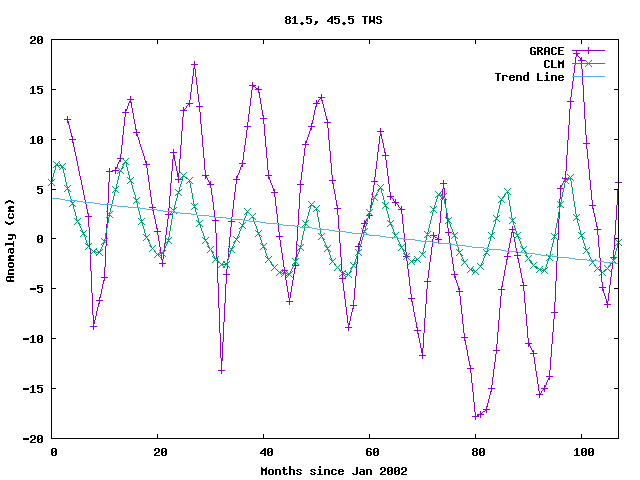 81.5, 45.5 TWS
GRACE
CLM
Trend Line
20
15
10
5
0
-5
-10
-15
-20
Anomaly (cm)
0 20 40 60 80 100
Months since Jan 2002